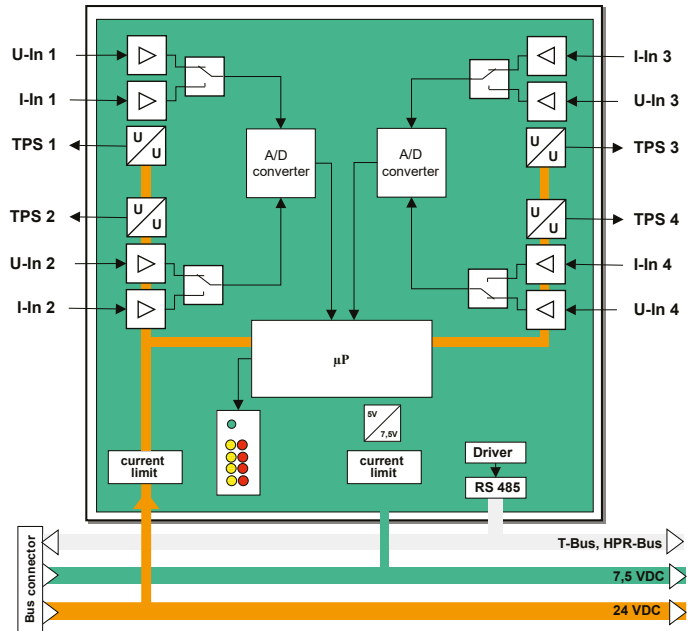 U-In 1
I-In 1
TPS 1
TPS 2
U-In 2
I-In 2
I-In 3
U-In 3
TPS 3
TPS 4
I-In 4
U-In 4
U
U
U
U
U
U
U
U
A/D
converter
A/D
converter
µP
5V
7,5V
current
limit
current
limit
Driver
RS 485
Bus connector
T-Bus, HPR-Bus
7,5 VDC
24 VDC